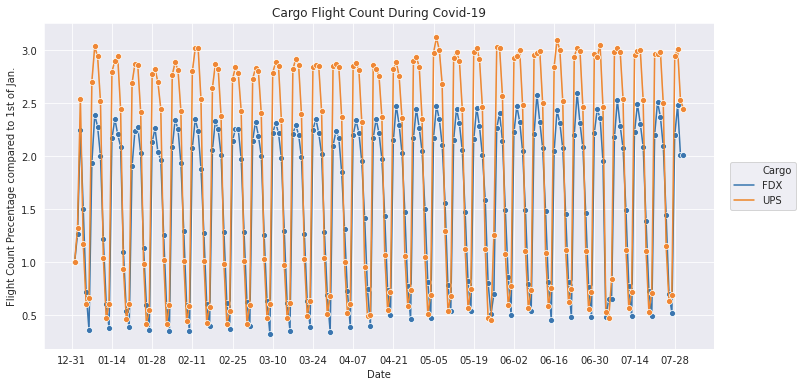 Cargo Flight Count During Covid-19
Flight Count Precentage compared to 1st of Jan.
3.0
2.5
2.0
1.5
1.0
0.5
12-31 01-14 01-28 02-11 02-25 03-10 03-24 04-07 04-21 05-05 05-19 06-02 06-16 06-30 07-14 07-28
Date
Cargo
FDX
UPS